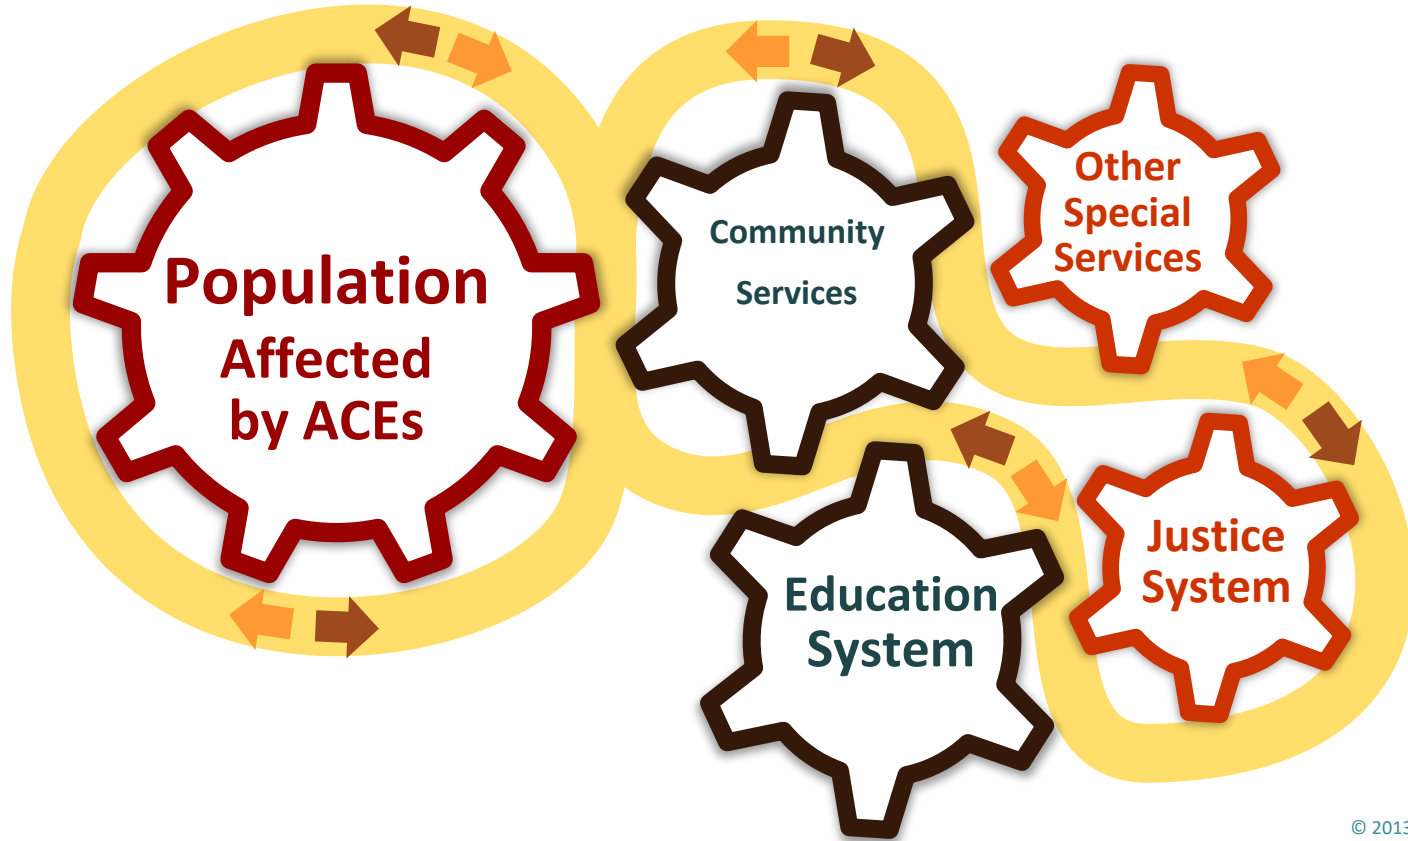 Population
Affected
by ACEs
Community
Services
Other
Special
Services
Education
System
Justice
System
© 2013